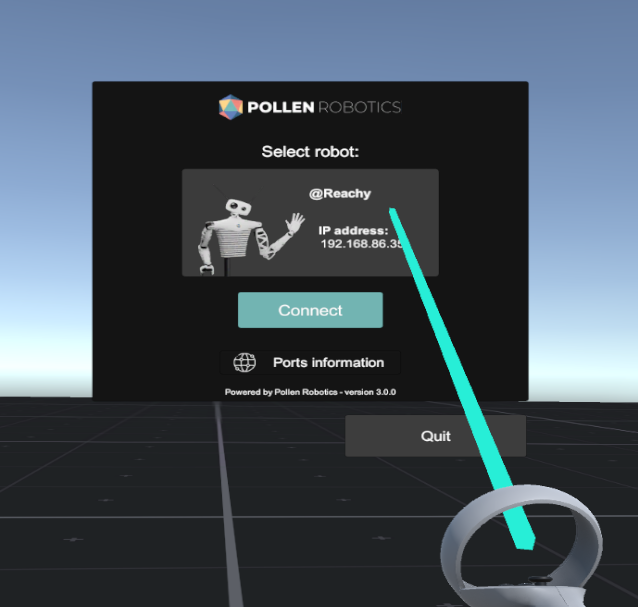 POLLEN ROBOTICS
Select robot:
@Reachy
IP address:
192.168.86.35
Connect
Ports information
Powered by Pollen Robotics - version 3.0.0
Quit